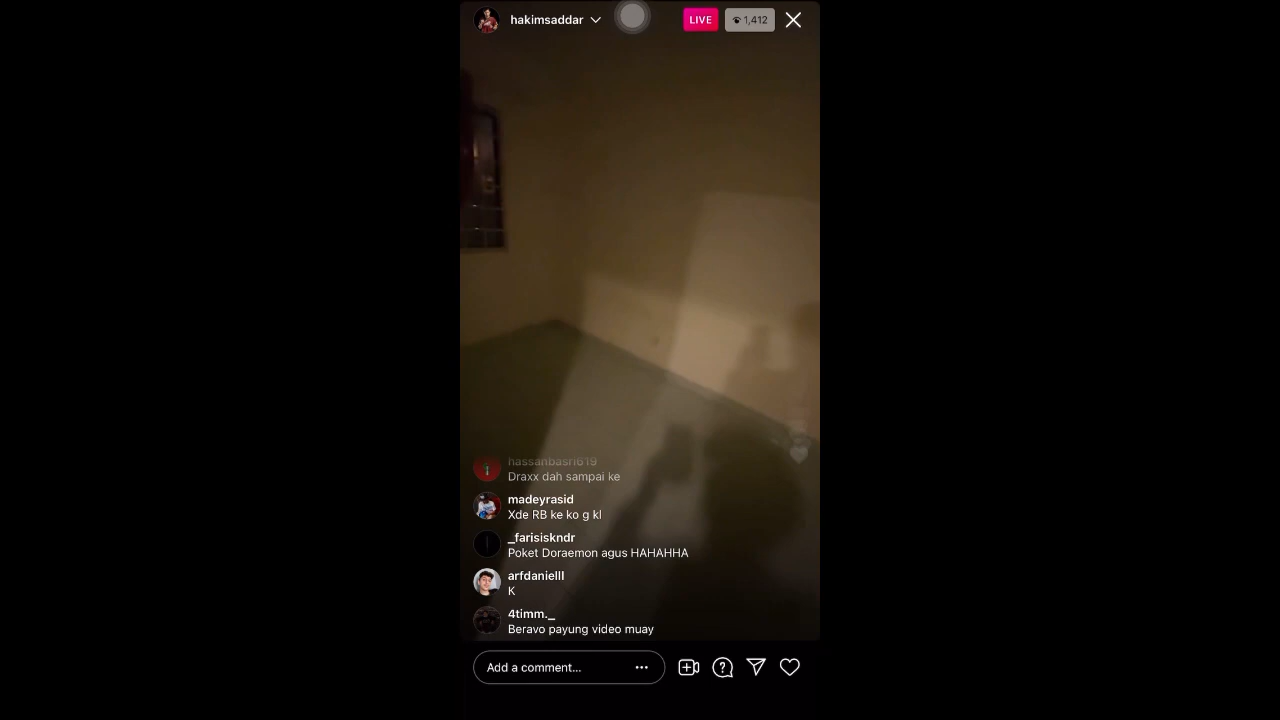 hakimsaddar
LIVE
1,412
hassanbasri619
Draxx dah sampai ke
madeyrasid
Xde RB ke ko g kl
_farisiskndr
Poket Doraemon agus HAHAHHA
arfdanielll
K
4timm._
Beravo payung video muay
Add a comment...